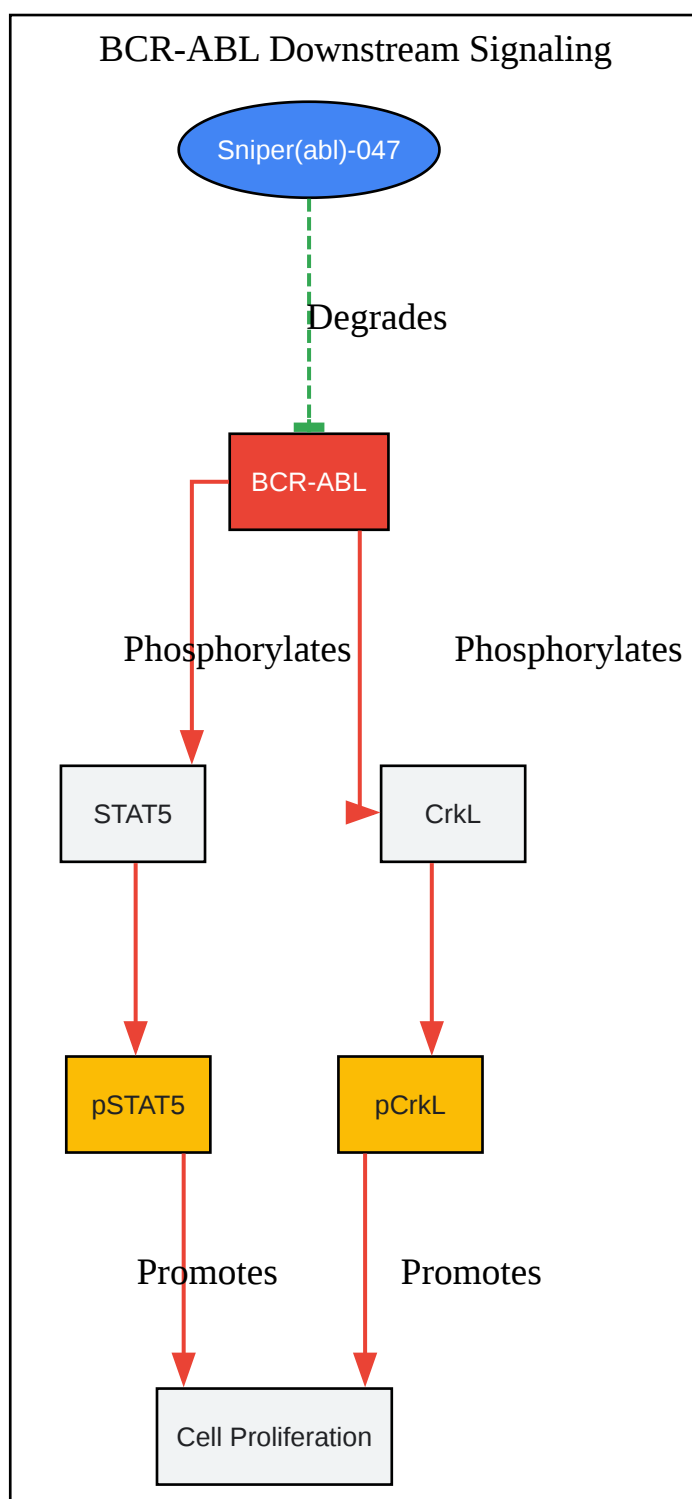 BCR-ABL Downstream Signaling
Sniper(abl)-047
Degrades
BCR-ABL
Phosphorylates
Phosphorylates
STAT5
CrkL
pSTAT5
pCrkL
Promotes
Promotes
Cell Proliferation